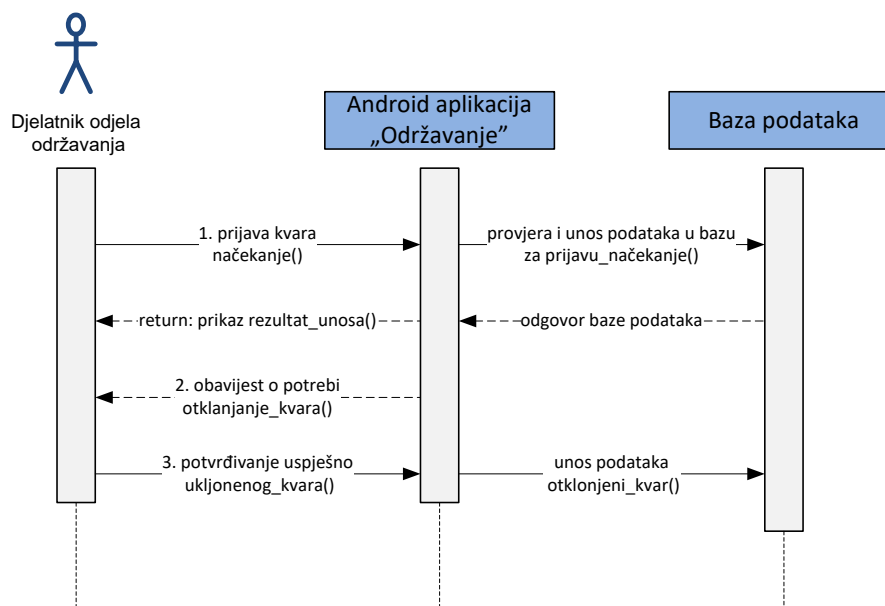 Djelatnik odjela
održavanja
Android aplikacija
„Održavanje”
Baza podataka
1. prijava kvara
načekanje()
provjera i unos podataka u bazu
za prijavu_načekanje()
return: prikaz rezultat_unosa()
odgovor baze podataka
2. obavijest o potrebi
otklanjanje_kvara()
3. potvrđivanje uspješno
ukljonenog_kvara()
unos podataka
otklonjeni_kvar()